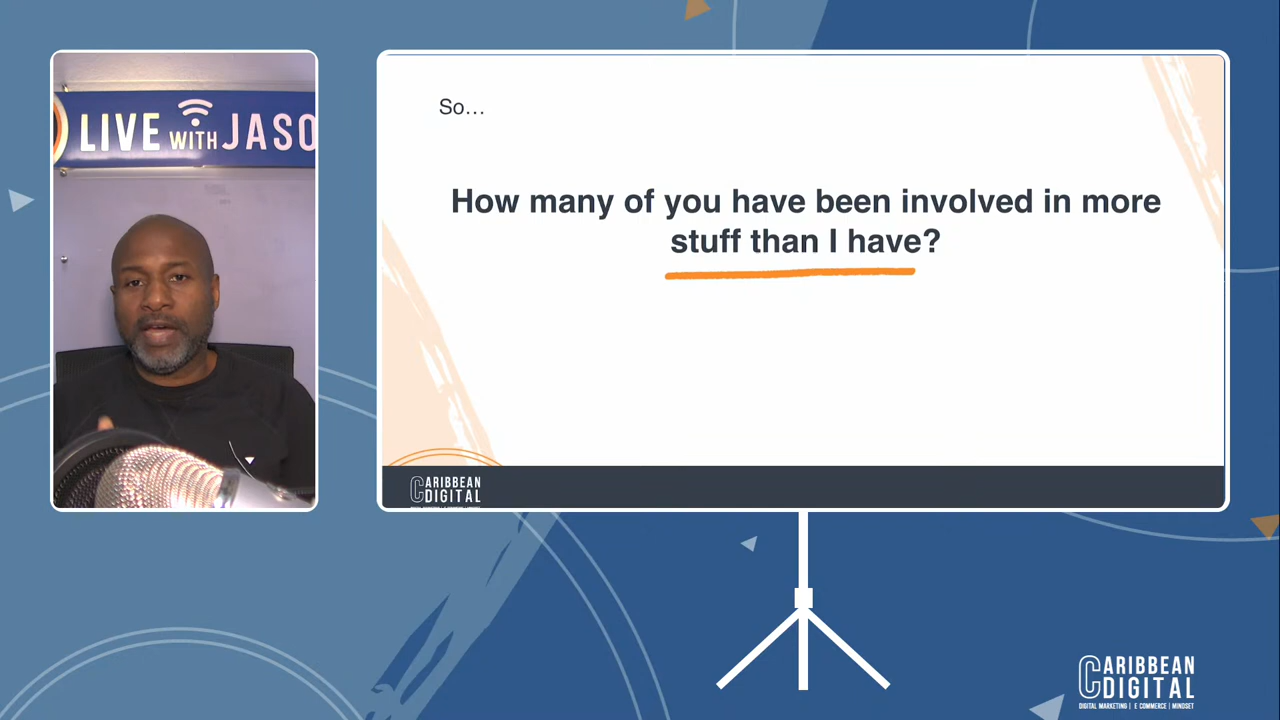 LIVE WITH JASO
So…
How many of you have been involved in more
stuff than I have?
CARIBBEAN
DIGITAL
CARIBBEAN
DIGITAL
DIGITAL MARKETING | E COMMERCE | MINDSET